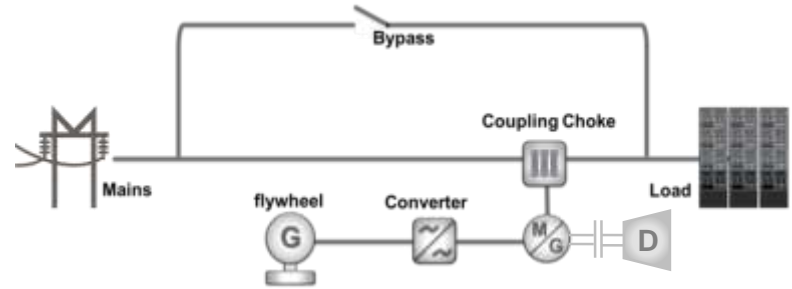 Bypass
Coupling Choke
Mains
Load
flywheel
Converter
G
M
G
D